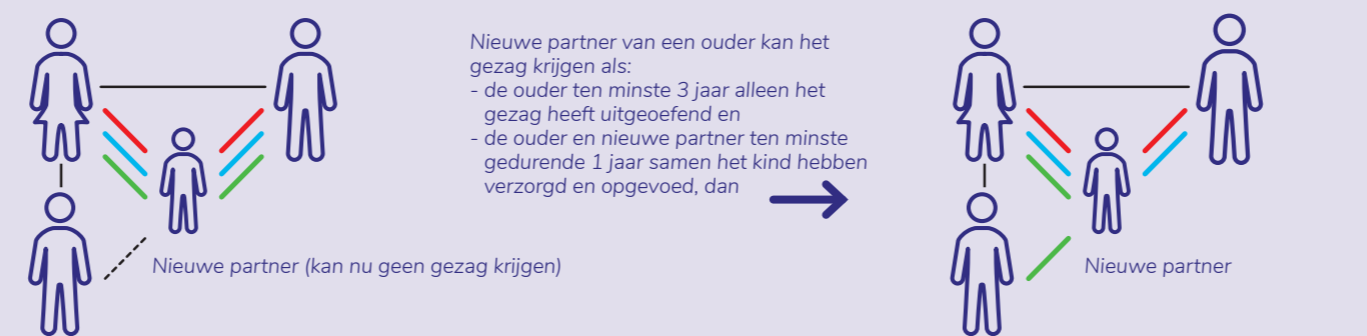 Nieuwe partner van een ouder kan het
gezag krijgen als:
- de ouder ten minste 3 jaar alleen het
gezag heeft uitgeoefend en
- de ouder en nieuwe partner ten minste
gedurende 1 jaar samen het kind hebben
verzorgd en opgevoed, dan
Nieuwe partner (kan nu geen gezag krijgen)
Nieuwe partner